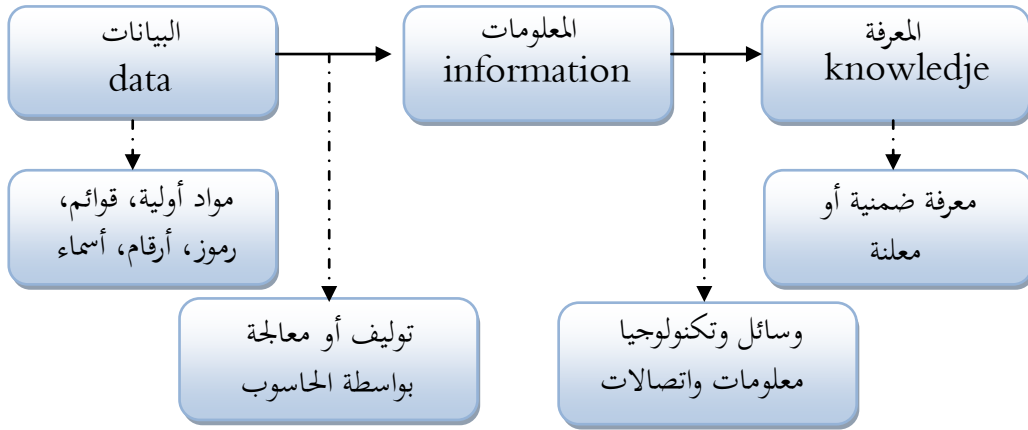 البيانات
data
المعلومات
information
المعرفة
knowledje
مواد أولية، قوائم،
رموز، أرقام، أسماء
معرفة ضمنية أو
معلنة
توليف أو معالجة
بواسطة الحاسوب
وسائل وتكنولوجيا
معلومات واتصالات